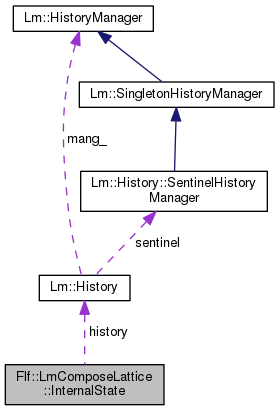 Lm::HistoryManager
Lm::SingletonHistoryManager
mang_
Lm::History::SentinelHistory
Manager
sentinel
Lm::History
history
Flf::LmComposeLattice
::InternalState